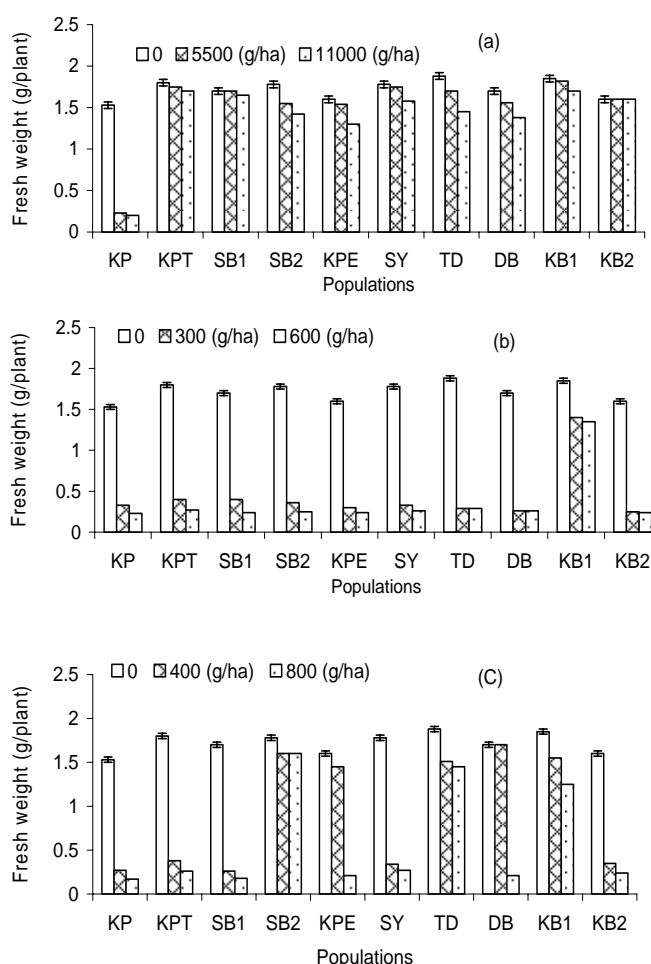 (a)
0 5500 (g/ha) 11000 (g/ha)
Fresh weight (g/plant)
2.5
2
1.5
1
0.5
0
KP KPT SB1 SB2 KPE SY TD DB KB1 KB2
Populations
(b)
0 300 (g/ha) 600 (g/ha)
Fresh weight (g/plant)
2.5
2
1.5
1
0.5
0
KP KPT SB1 SB2 KPE SY TD DB KB1 KB2
Populations
(C)
0 400 (g/ha) 800 (g/ha)
Fresh weight (g/plant)
2.5
2
1.5
1
0.5
0
KP KPT SB1 SB2 KPE SY TD DB KB1 KB2
Populations